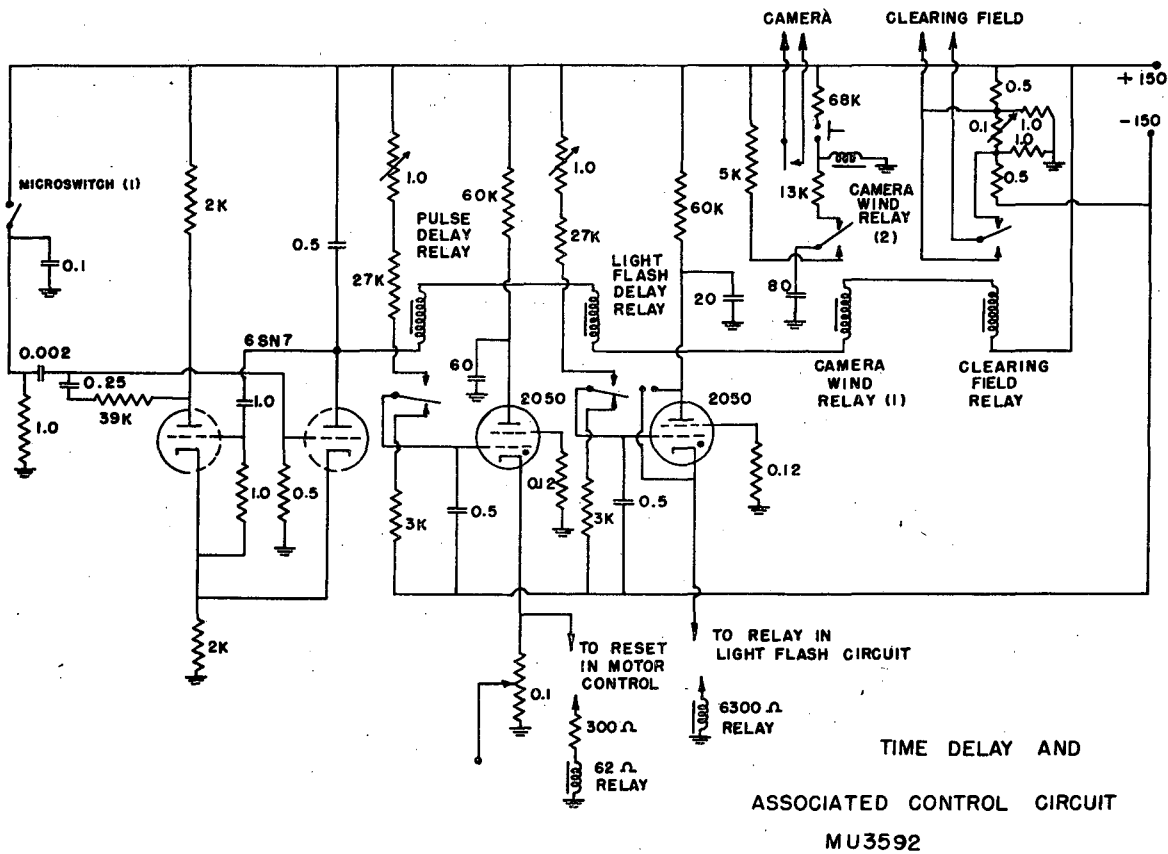 CAMERA
CLEARING FIELD
+ 150
- 150
68K
0.5
0.1
1.0
1.0
0.5
MICROSWITCH (1)
2K
1.0
60K
5K
60K
13K
CAMERA
WIND
RELAY
(2)
PULSE
DELAY
RELAY
0.5
27K
27K
0.1
LIGHT
FLASH
DELAY
RELAY
20
80
6SN7
0.002
0.25
39K
1.0
1.0
60
2050
2050
CAMERA
WIND
RELAY (1)
CLEARING
FIELD
RELAY
1.0
0.5
3K
0.5
0.12
3K
0.5
0.12
2K
TO RESET
IN MOTOR
CONTROL
TO RELAY IN
LIGHT FLASH CIRCUIT
0.1
300Ω
62 Ω
RELAY
6300 Ω
RELAY
TIME DELAY AND
ASSOCIATED CONTROL CIRCUIT
MU3592